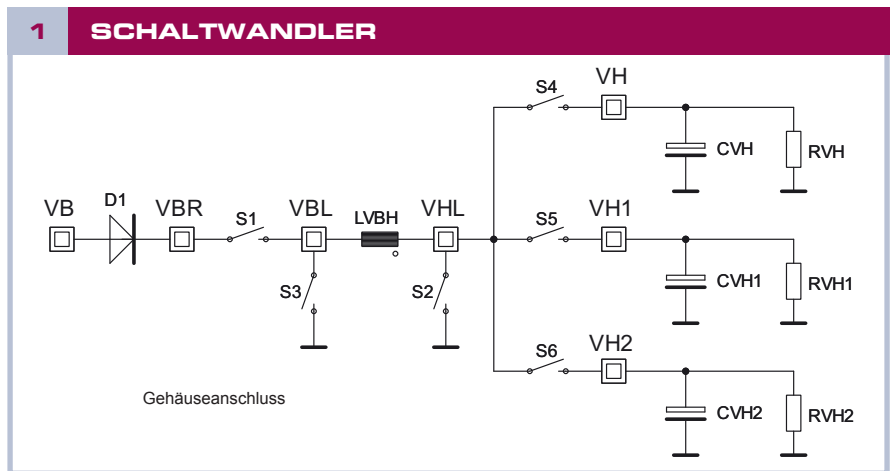 1 SCHALTWANDLER
S4
VH
CVH
RVH
VB
D1
VBR
S1
VBL
LVBH
VHL
S5
VH1
S3
S2
CVH1
RVH1
S6
VH2
Gehäuseanschluss
CVH2
RVH2